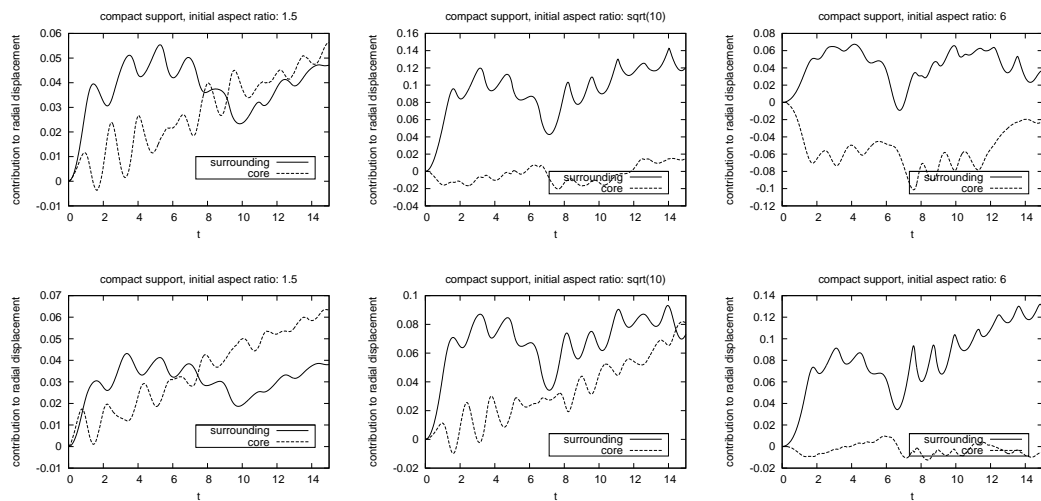 compact support, initial aspect ratio: 1.5
0.06
0.05
0.04
0.03
0.02
0.01
0
-0.01
0 2 4 6 8 10 12 14
contribution to radial displacement
t
surrounding
core
compact support, initial aspect ratio: sqrt(10)
0.16
0.14
0.12
0.1
0.08
0.06
0.04
0.02
0
-0.02
-0.04
0 2 4 6 8 10 12 14
contribution to radial displacement
t
surrounding
core
compact support, initial aspect ratio: 6
0.08
0.06
0.04
0.02
0
-0.02
-0.04
-0.06
-0.08
-0.1
-0.12
0 2 4 6 8 10 12 14
contribution to radial displacement
t
surrounding
core
compact support, initial aspect ratio: 1.5
0.07
0.06
0.05
0.04
0.03
0.02
0.01
0
-0.01
0 2 4 6 8 10 12 14
contribution to radial displacement
t
surrounding
core
compact support, initial aspect ratio: sqrt(10)
0.1
0.08
0.06
0.04
0.02
0
-0.02
0 2 4 6 8 10 12 14
contribution to radial displacement
t
surrounding
core
compact support, initial aspect ratio: 6
0.14
0.12
0.1
0.08
0.06
0.04
0.02
0
-0.02
0 2 4 6 8 10 12 14
contribution to radial displacement
t
surrounding
core